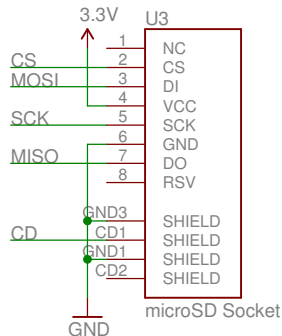 3.3V
U3
1 NC
CS 2 CS
MOSI 3 DI
4 VCC
SCK 5 SCK
6 GND
MISO 7 DO
8 RSV
GND3 SHIELD
CD CD1 SHIELD
GND1 SHIELD
CD2 SHIELD
microSD Socket
GND